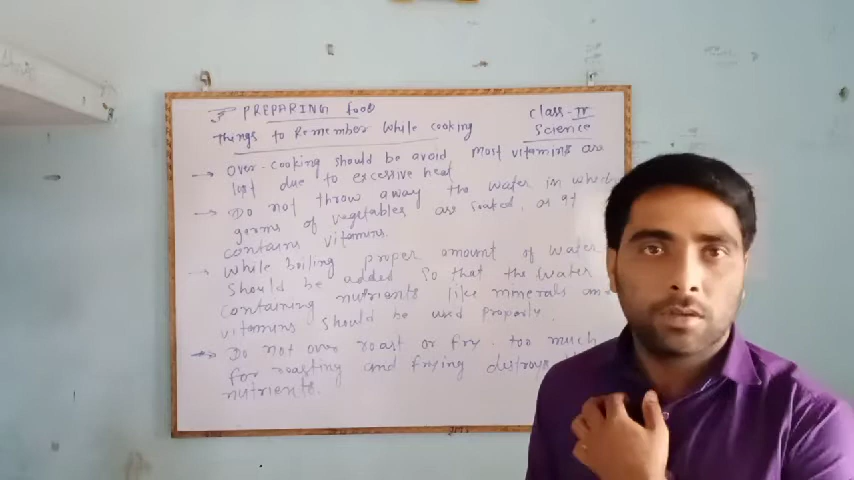 PREPARING food
Class-IV
Things to Remember While cooking
Science
→ over-cooking should be avoid most vitamins are
lost due to excessive heat
→ Do not throw away the water in which
germs of vegetables are soaked, as it
contains vitamins.
→ While boiling proper amount of water
should be added so that the water
containing nutrients like minerals an
vitamins should be used properly.
→ Do not over roast or fry. too much
for roasting and frying destroys
nutrients.